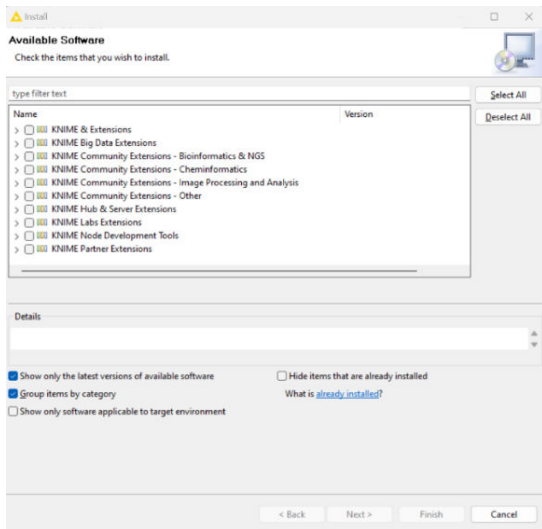 Install
Available Software
Check the items that you wish to install.
type filter text
Select All
Deselect All
Name Version
KNIME & Extensions
KNIME Big Data Extensions
KNIME Community Extensions - Bioinformatics & NGS
KNIME Community Extensions - Cheminformatics
KNIME Community Extensions - Image Processing and Analysis
KNIME Community Extensions - Other
KNIME Hub & Server Extensions
KNIME Labs Extensions
KNIME Node Development Tools
KNIME Partner Extensions
Details
Show only the latest versions of available software
Hide items that are already installed
Group items by category
What is already installed?
Show only software applicable to target environment
< Back Next > Finish Cancel